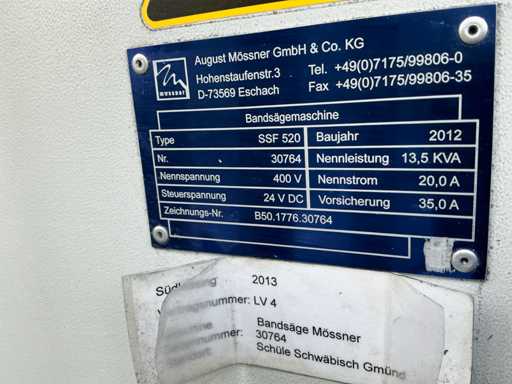 mössner
August Mössner GmbH & Co. KG
Hohenstaufenstr.3 Tel. +49(0)7175/99806-0
D-73569 Eschach Fax +49(0)7175/99806-35
Bandsägemaschine
Type SSF 520 Baujahr 2012
Nr. 30764 Nennleistung 13,5 KVA
Nennspannung 400 V Nennstrom 20,0 A
Steuerspannung 24 V DC Vorsicherung 35,0 A
Zeichnungs-Nr. B50.1776.30764
2013
LV 4
Bandsäge Mössner
30764
Schüle Schwäbisch Gmünd